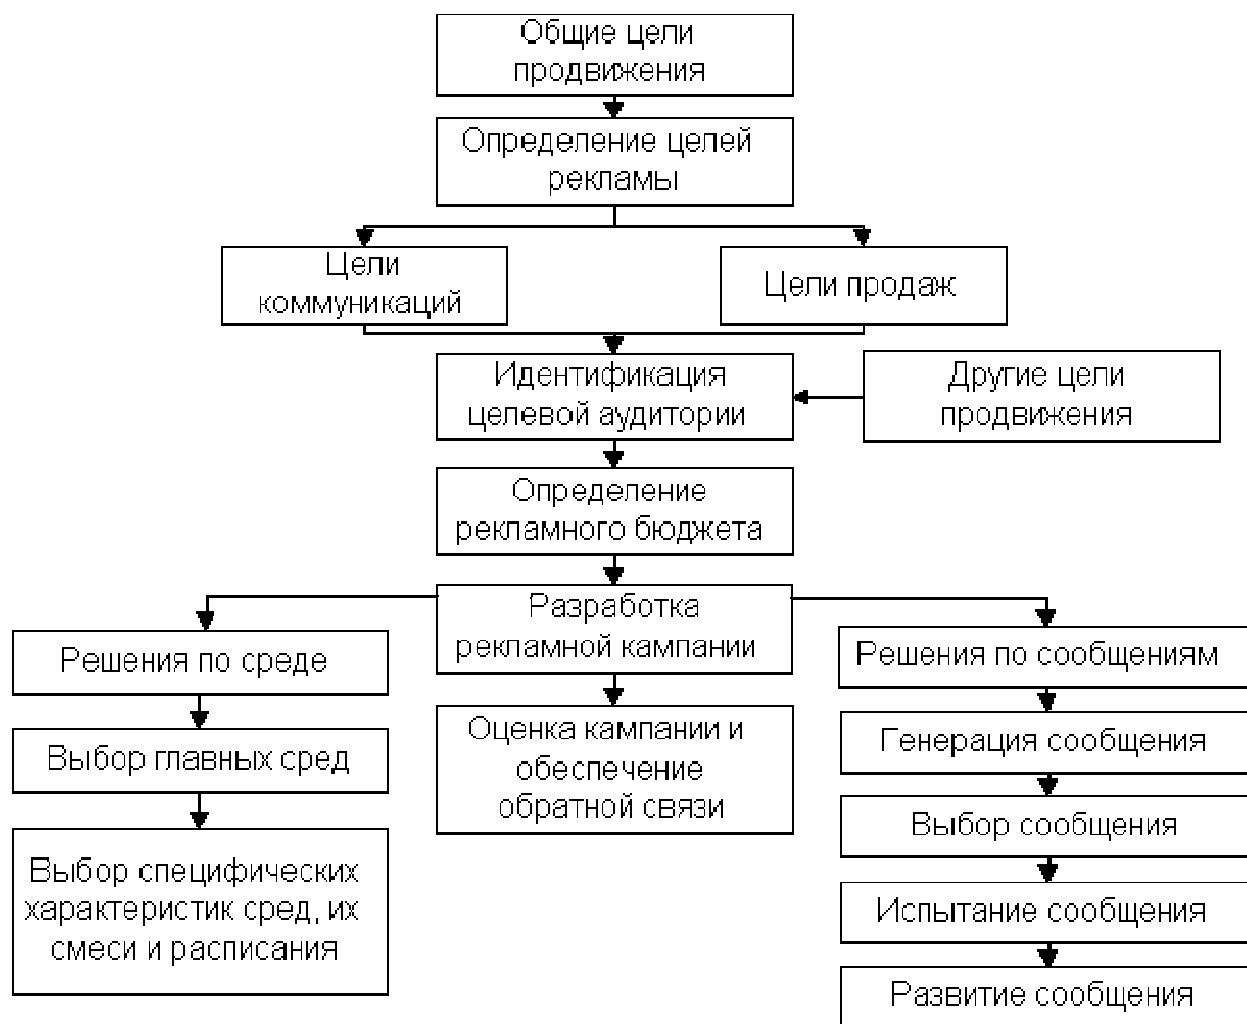 Общие цели
продвижения
Определение целей
рекламы
Цели
коммуникаций
Цели продаж
Идентификация
целевой аудитории
Другие цели
продвижения
Определение
рекламного бюджета
Разработка
рекламной кампании
Решения по среде
Выбор главных сред
Выбор специфических
характеристик сред, их
смеси и расписания
Оценка кампании и
обеспечение
обратной связи
Решения по сообщениям
Генерация сообщения
Выбор сообщения
Испытание сообщения
Развитие сообщения